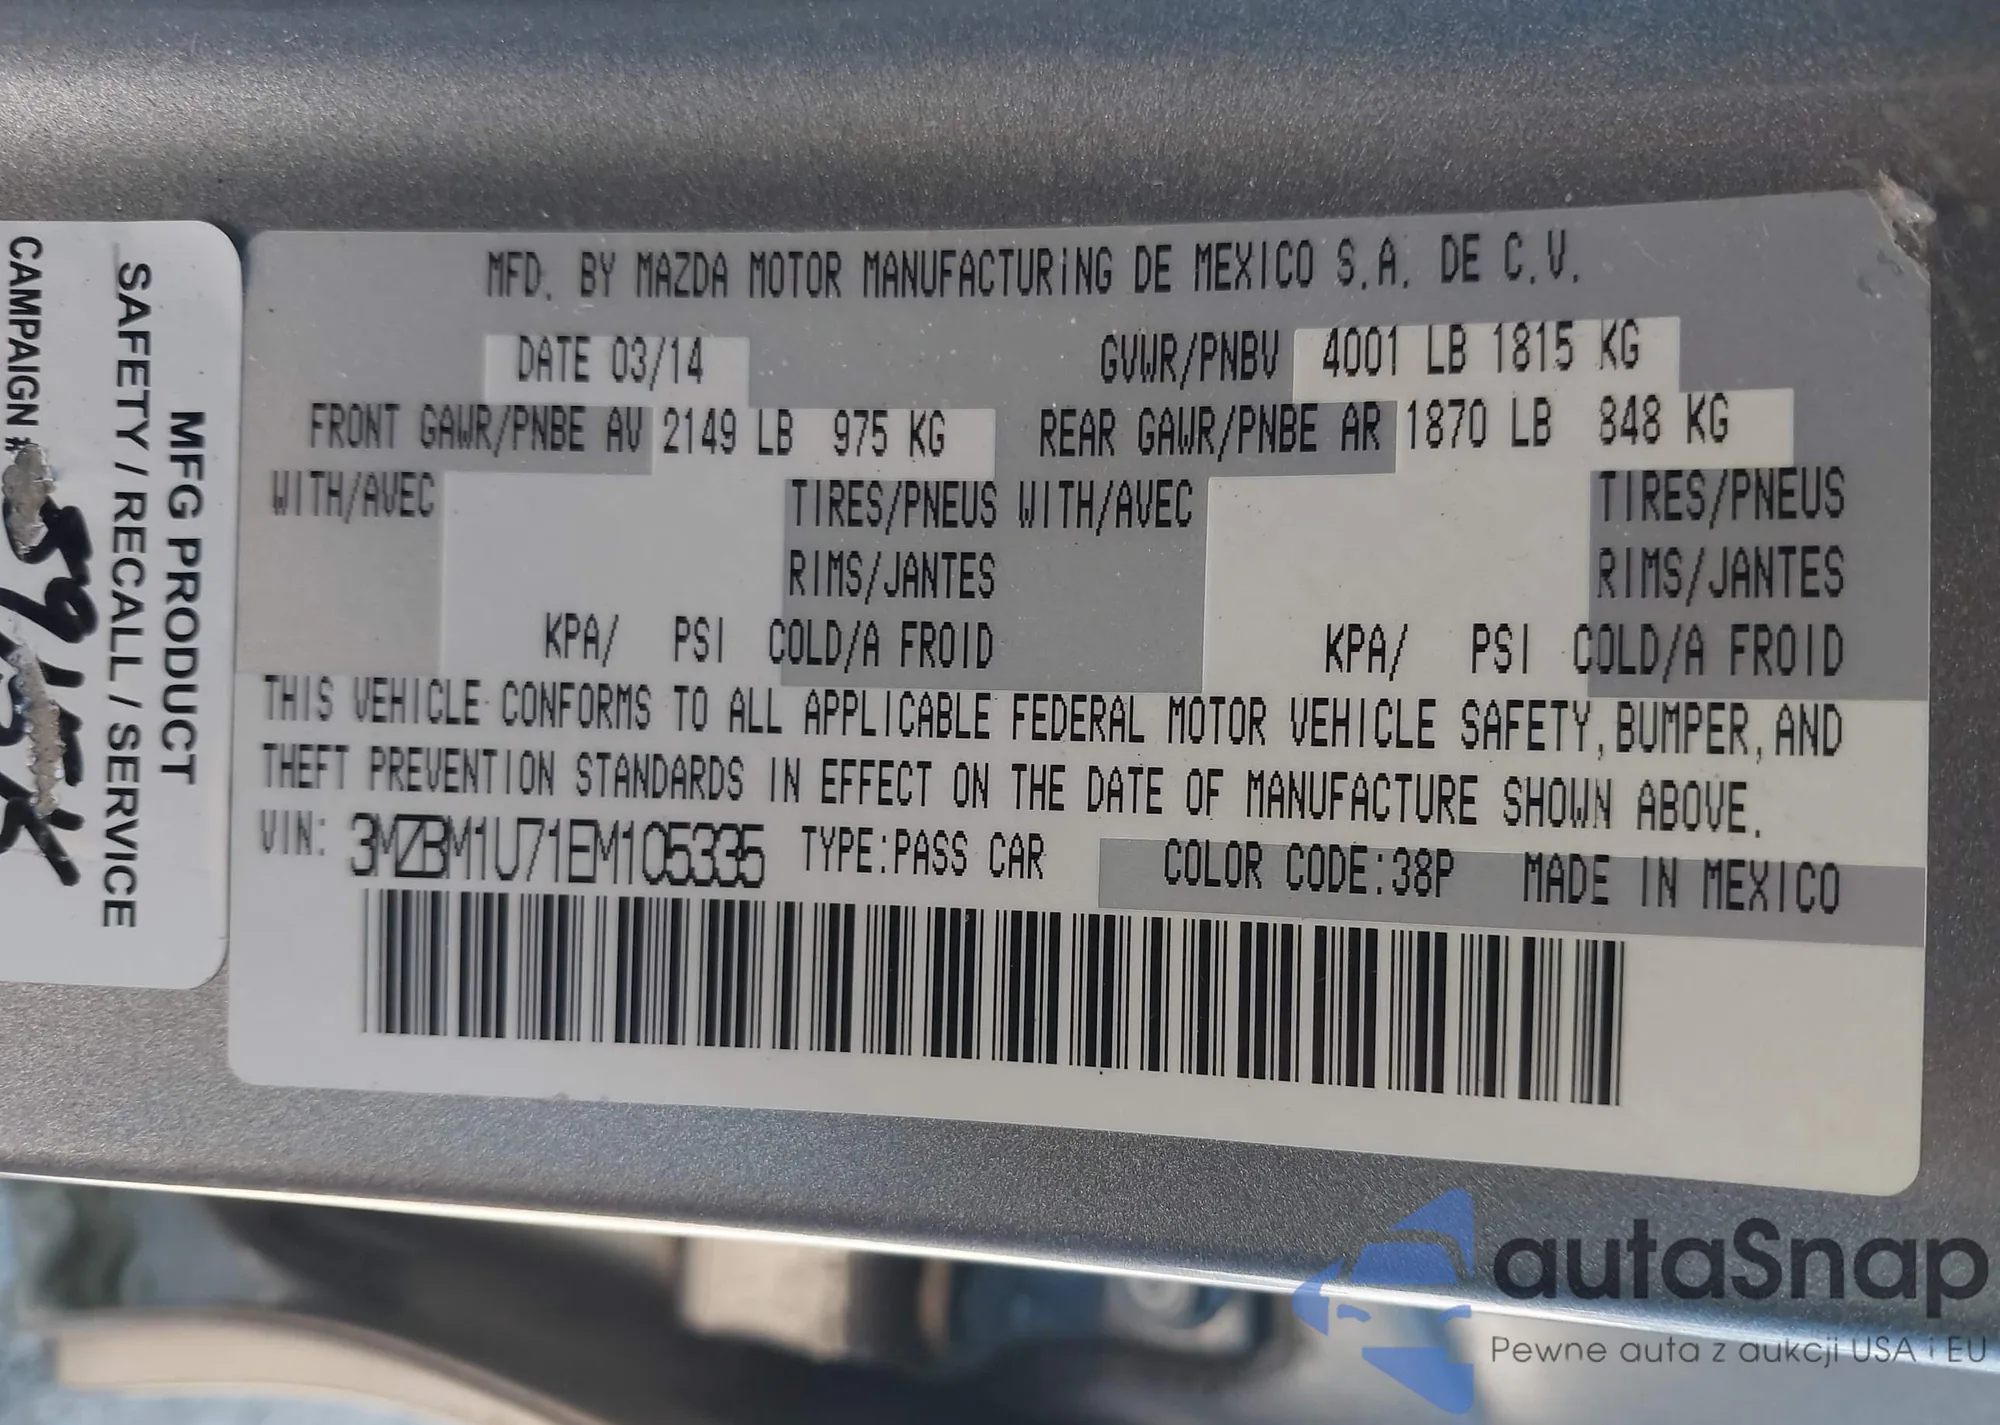 MFD. BY MAZDA MOTOR MANUFACTURING DE MEXICO S.A. DE C.V.
DATE 03/14 GVWR/PNBV 4001 LB 1815 KG
FRONT GAWR/PNBE AV 2149 LB 975 KG REAR GAWR/PNBE AR 1870 LB 848 KG
WITH/AVEC TIRES/PNEUS WITH/AVEC TIRES/PNEUS
RIMS/JANTES RIMS/JANTES
KPA/ PSI COLD/A FROID KPA/ PSI COLD/A FROID
THIS VEHICLE CONFORMS TO ALL APPLICABLE FEDERAL MOTOR VEHICLE SAFETY, BUMPER, AND
THEFT PREVENTION STANDARDS IN EFFECT ON THE DATE OF MANUFACTURE SHOWN ABOVE.
VIN: 3MZBM1U71EM105335 TYPE:PASS CAR COLOR CODE:38P MADE IN MEXICO
MFG PRODUCT
SAFETY / RECALL / SERVICE
CAMPAIGN #
autaSnap
Pewne auta z aukcji USA i EU